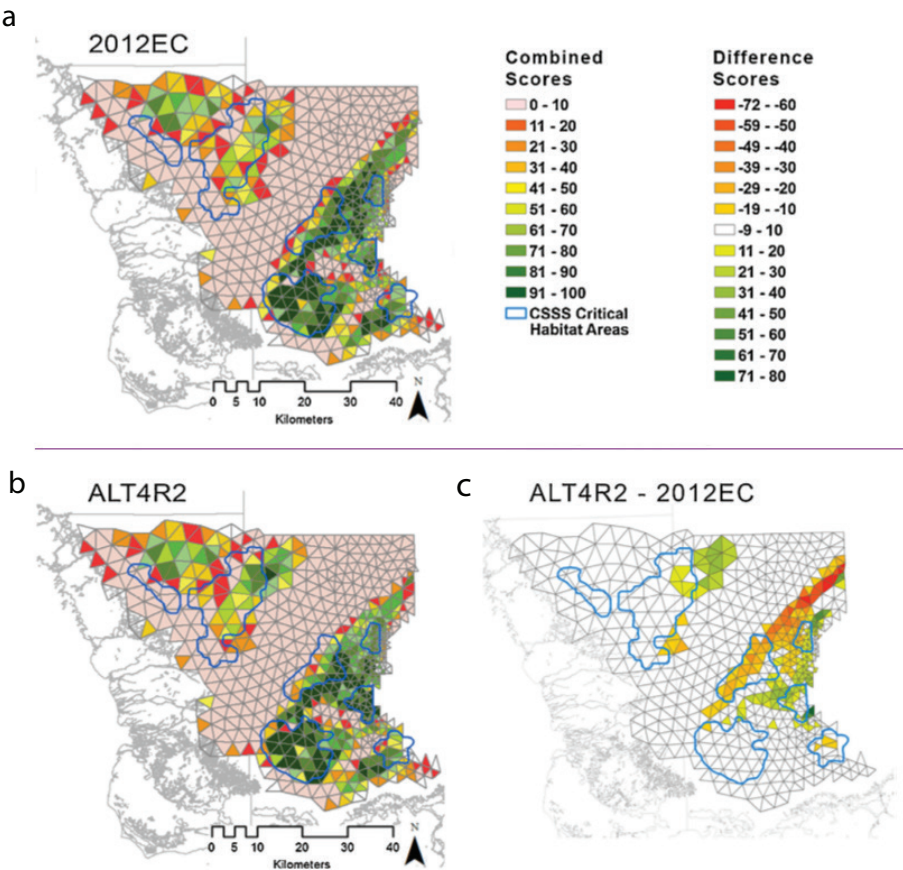 a
2012EC
Combined
Scores
0 - 10
11 - 20
21 - 30
31 - 40
41 - 50
51 - 60
61 - 70
71 - 80
81 - 90
91 - 100
CSSS Critical
Habitat Areas
Difference
Scores
-72 - -60
-59 - -50
-49 - -40
-39 - -30
-29 - -20
-19 - -10
-9 - 10
11 - 20
21 - 30
31 - 40
41 - 50
51 - 60
61 - 70
71 - 80
N
0 5 10 20 30 40
Kilometers
b
ALT4R2
N
0 5 10 20 30 40
Kilometers
c
ALT4R2 - 2012EC